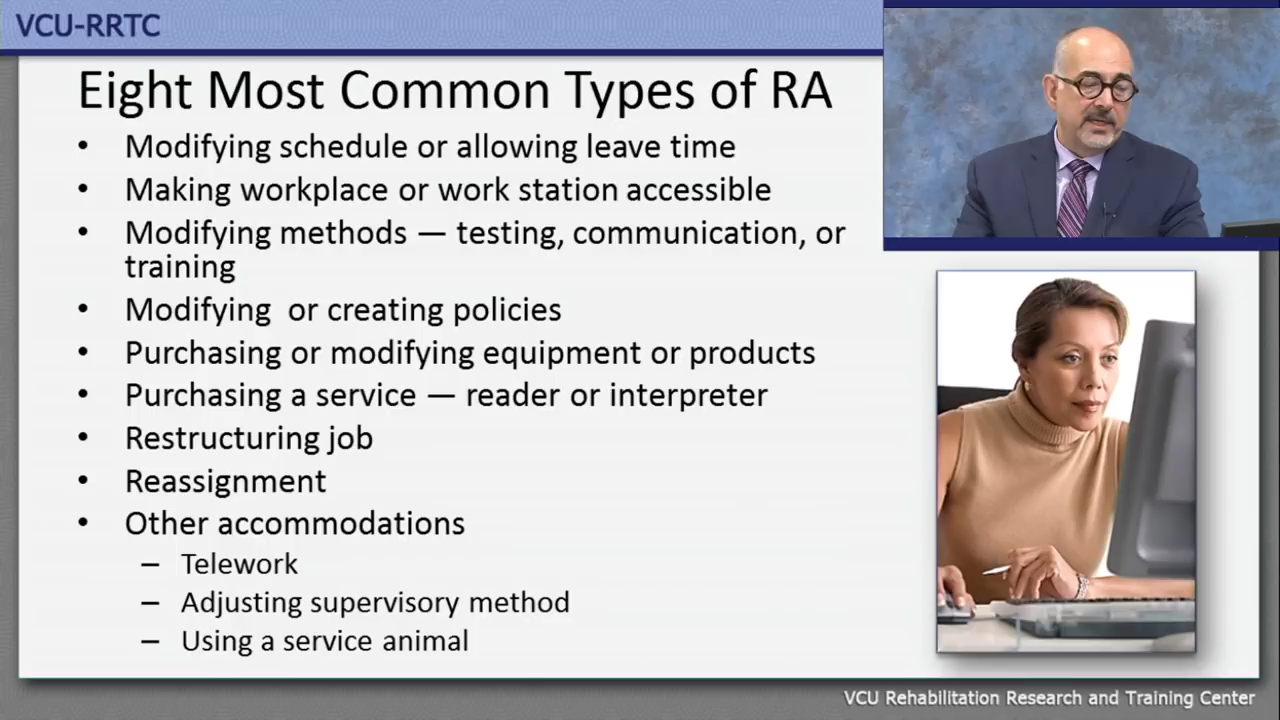 VCU-RRTC
Eight Most Common Types of RA
• Modifying schedule or allowing leave time
• Making workplace or work station accessible
• Modifying methods — testing, communication, or
training
• Modifying  or creating policies
• Purchasing or modifying equipment or products
• Purchasing a service — reader or interpreter
• Restructuring job
• Reassignment
• Other accommodations
– Telework
– Adjusting supervisory method
– Using a service animal
VCU Rehabilitation Research and Training Center